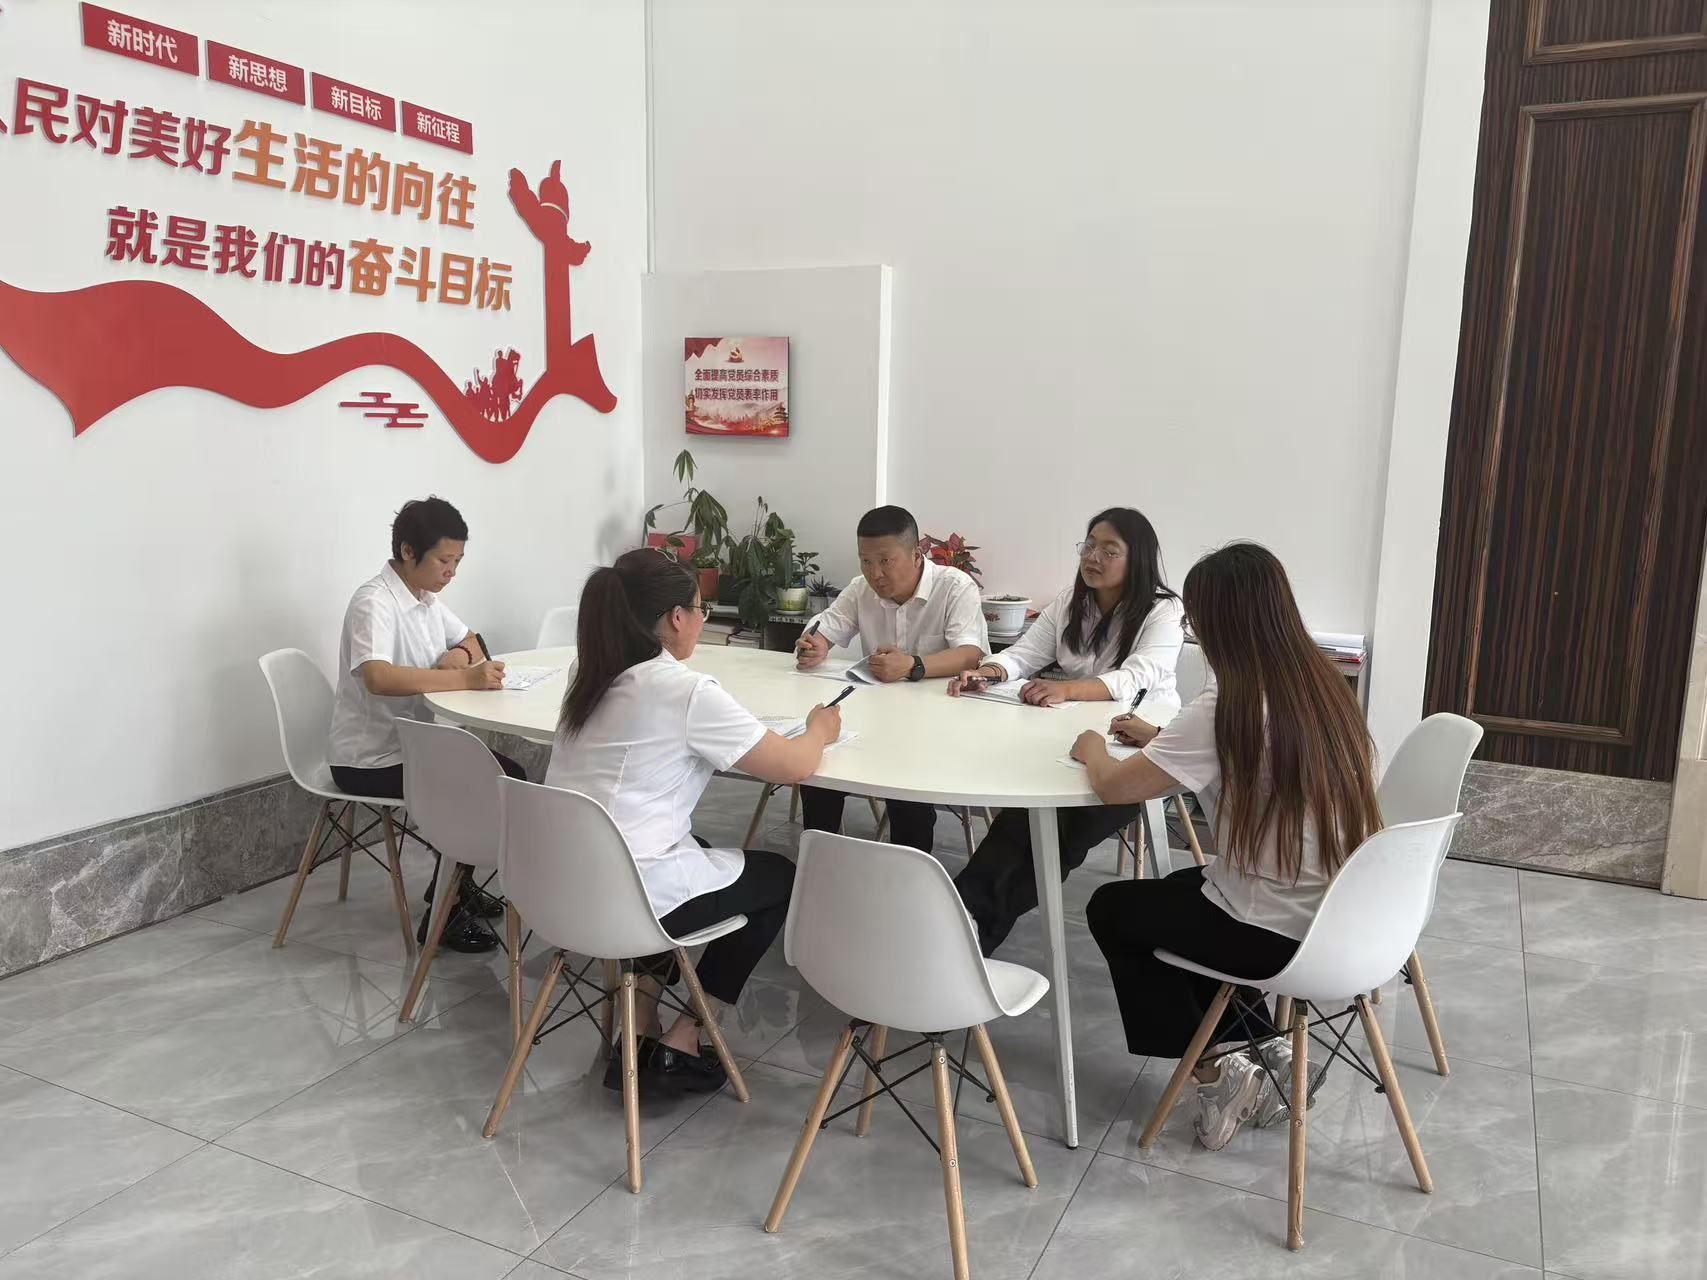 新时代
新思想
新目标
新征程
人民对美好生活的向往
就是我们的奋斗目标
全面提高党员综合素质
切实发挥党员表率作用